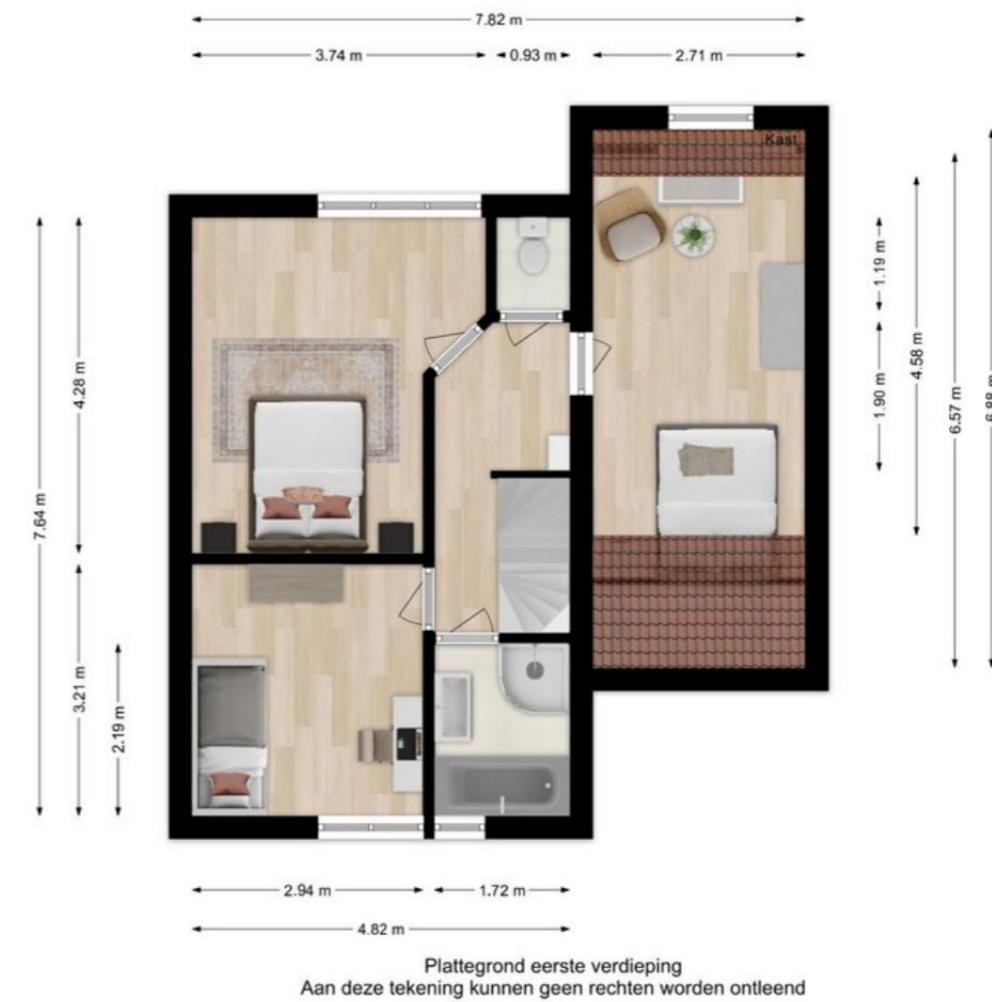 7.82 m
3.74 m
0.93 m
2.71 m
Kast
1.19 m
4.28 m
4.58 m
1.90 m
6.57 m
6.88 m
7.64 m
3.21 m
2.19 m
2.94 m
1.72 m
4.82 m
Plattegrond eerste verdieping
Aan deze tekening kunnen geen rechten worden ontleend